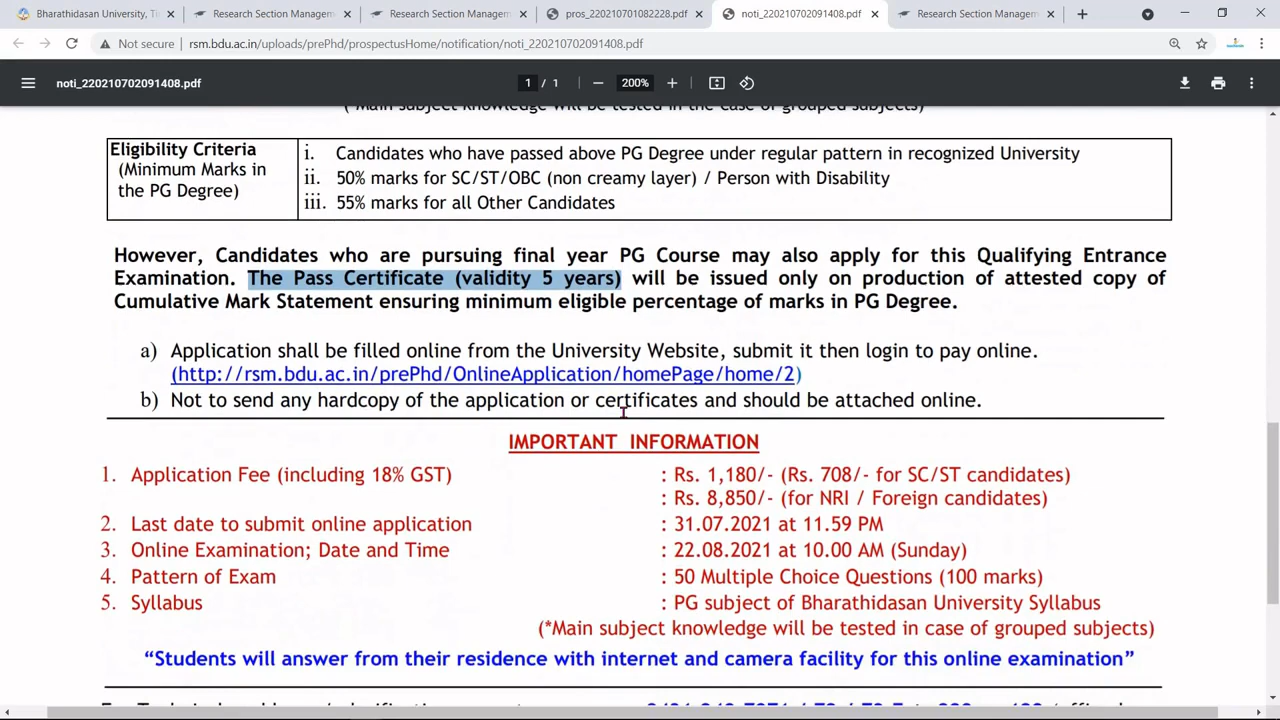 Bharathidasan University, Ti
Research Section Managem
Research Section Managem
pros_220210701082228.pdf
noti_220210702091408.pdf
Research Section Managem
Not secure
rsm.bdu.ac.in/uploads/prePhd/prospectusHome/notification/noti_220210702091408.pdf
noti_220210702091408.pdf
1 / 1
200%
(*Main subject knowledge will be tested in the case of grouped subjects)
Eligibility Criteria
(Minimum Marks in
the PG Degree)
i. Candidates who have passed above PG Degree under regular pattern in recognized University
ii. 50% marks for SC/ST/OBC (non creamy layer) / Person with Disability
iii. 55% marks for all Other Candidates
However, Candidates who are pursuing final year PG Course may also apply for this Qualifying Entrance
Examination. The Pass Certificate (validity 5 years) will be issued only on production of attested copy of
Cumulative Mark Statement ensuring minimum eligible percentage of marks in PG Degree.
a) Application shall be filled online from the University Website, submit it then login to pay online.
(http://rsm.bdu.ac.in/prePhd/OnlineApplication/homePage/home/2)
b) Not to send any hardcopy of the application or certificates and should be attached online.
IMPORTANT INFORMATION
1. Application Fee (including 18% GST) : Rs. 1,180/- (Rs. 708/- for SC/ST candidates)
: Rs. 8,850/- (for NRI / Foreign candidates)
2. Last date to submit online application : 31.07.2021 at 11.59 PM
3. Online Examination; Date and Time : 22.08.2021 at 10.00 AM (Sunday)
4. Pattern of Exam : 50 Multiple Choice Questions (100 marks)
5. Syllabus : PG subject of Bharathidasan University Syllabus
(*Main subject knowledge will be tested in case of grouped subjects)
“Students will answer from their residence with internet and camera facility for this online examination”